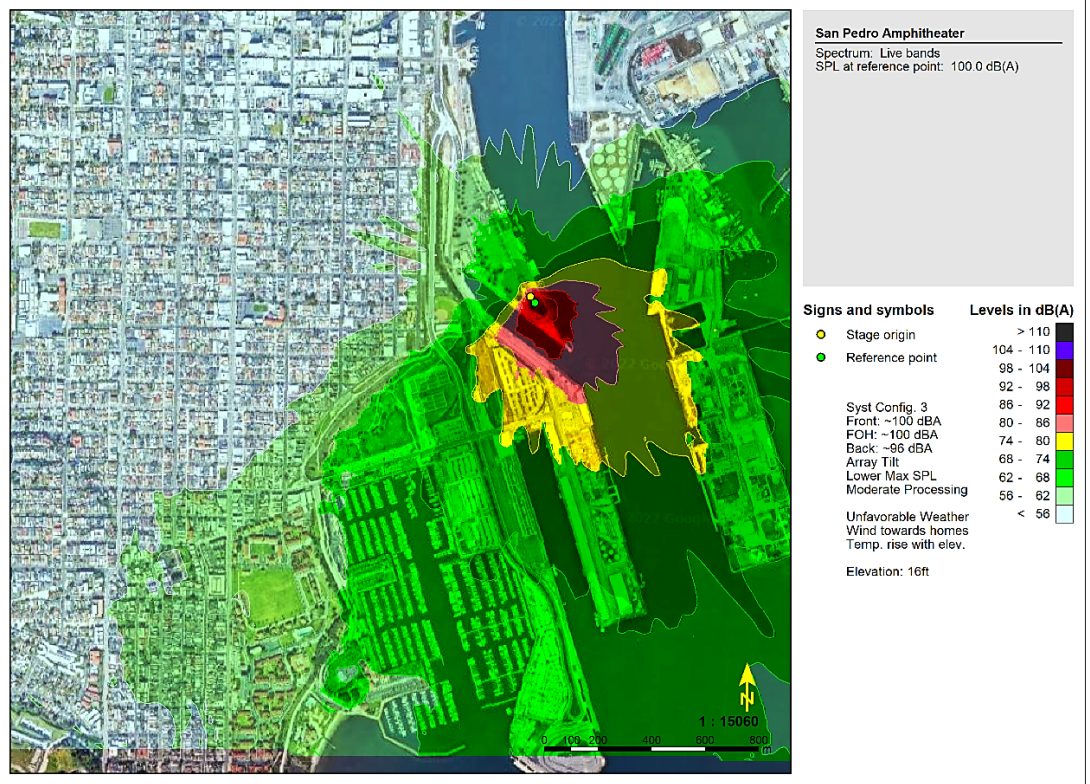 San Pedro Amphitheater
Spectrum: Live bands
SPL at reference point: 100.0 dB(A)
Signs and symbols
Stage origin
Reference point
Syst Config. 3
Front: ~100 dBA
FOH: ~100 dBA
Back: ~96 dBA
Array Tilt
Lower Max SPL
Moderate Processing
Unfavorable Weather
Wind towards homes
Temp. rise with elev.
Elevation: 16ft
Levels in dB(A)
> 110
104 - 110
98 - 104
92 - 98
86 - 92
80 - 86
74 - 80
68 - 74
62 - 68
56 - 62
< 56
N
1 : 15060
0 100 200 400 600 800
m